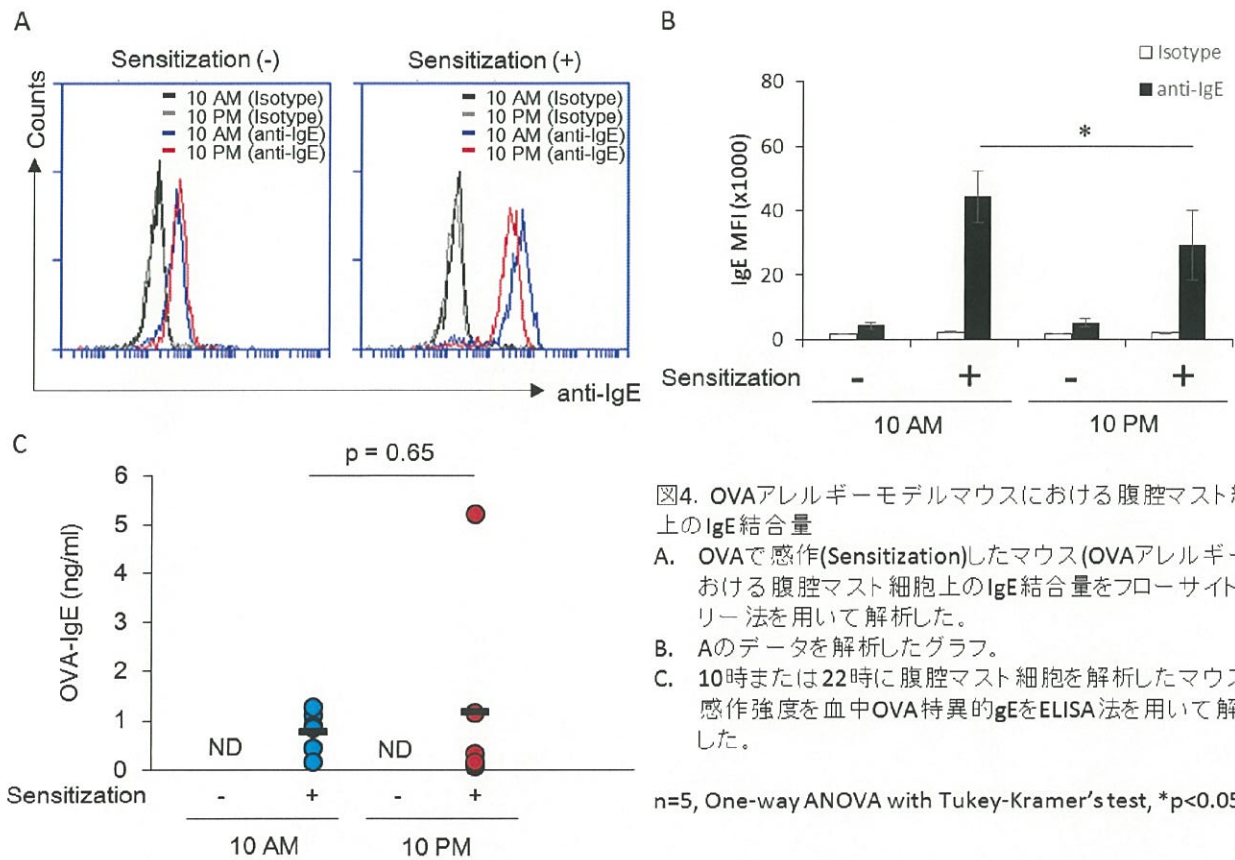 A
Sensitization (-)
Sensitization (+)
Counts
10 AM (Isotype)
10 PM (Isotype)
10 AM (anti-IgE)
10 PM (anti-IgE)
10 AM (Isotype)
10 PM (Isotype)
10 AM (anti-IgE)
10 PM (anti-IgE)
anti-IgE
B
Isotype
anti-IgE
IgE MFI (x1000)
80
60
40
20
0
*
Sensitization - + - +
10 AM 10 PM
C
p = 0.65
OVA-IgE (ng/ml)
6
5
4
3
2
1
0
ND ND
Sensitization - + - +
10 AM 10 PM
図4. OVAアレルギーモデルマウスにおける腹腔マスト
上のIgE結合量
A. OVAで感作(Sensitization)したマウス(OVAアレルギー
おける腹腔マスト細胞上のIgE結合量をフローサイト
リー法を用いて解析した。
B. Aのデータを解析したグラフ。
C. 10時または22時に腹腔マスト細胞を解析したマウス
感作強度を血中OVA特異的gEをELISA法を用いて解
した。
n=5, One-way ANOVA with Tukey-Kramer's test, *p<0.05